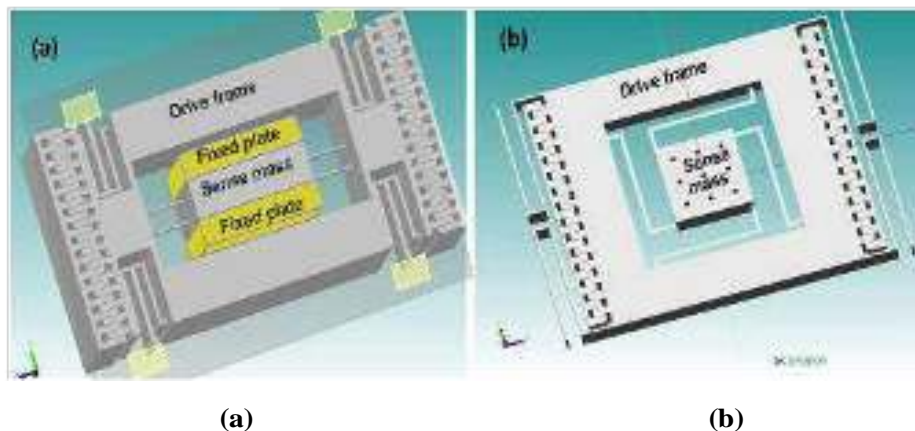 (a)
Drive frame
Fixed plate
Sense mass
Fixed plate
(b)
Drive frame
Sense
mass
(a)
(b)